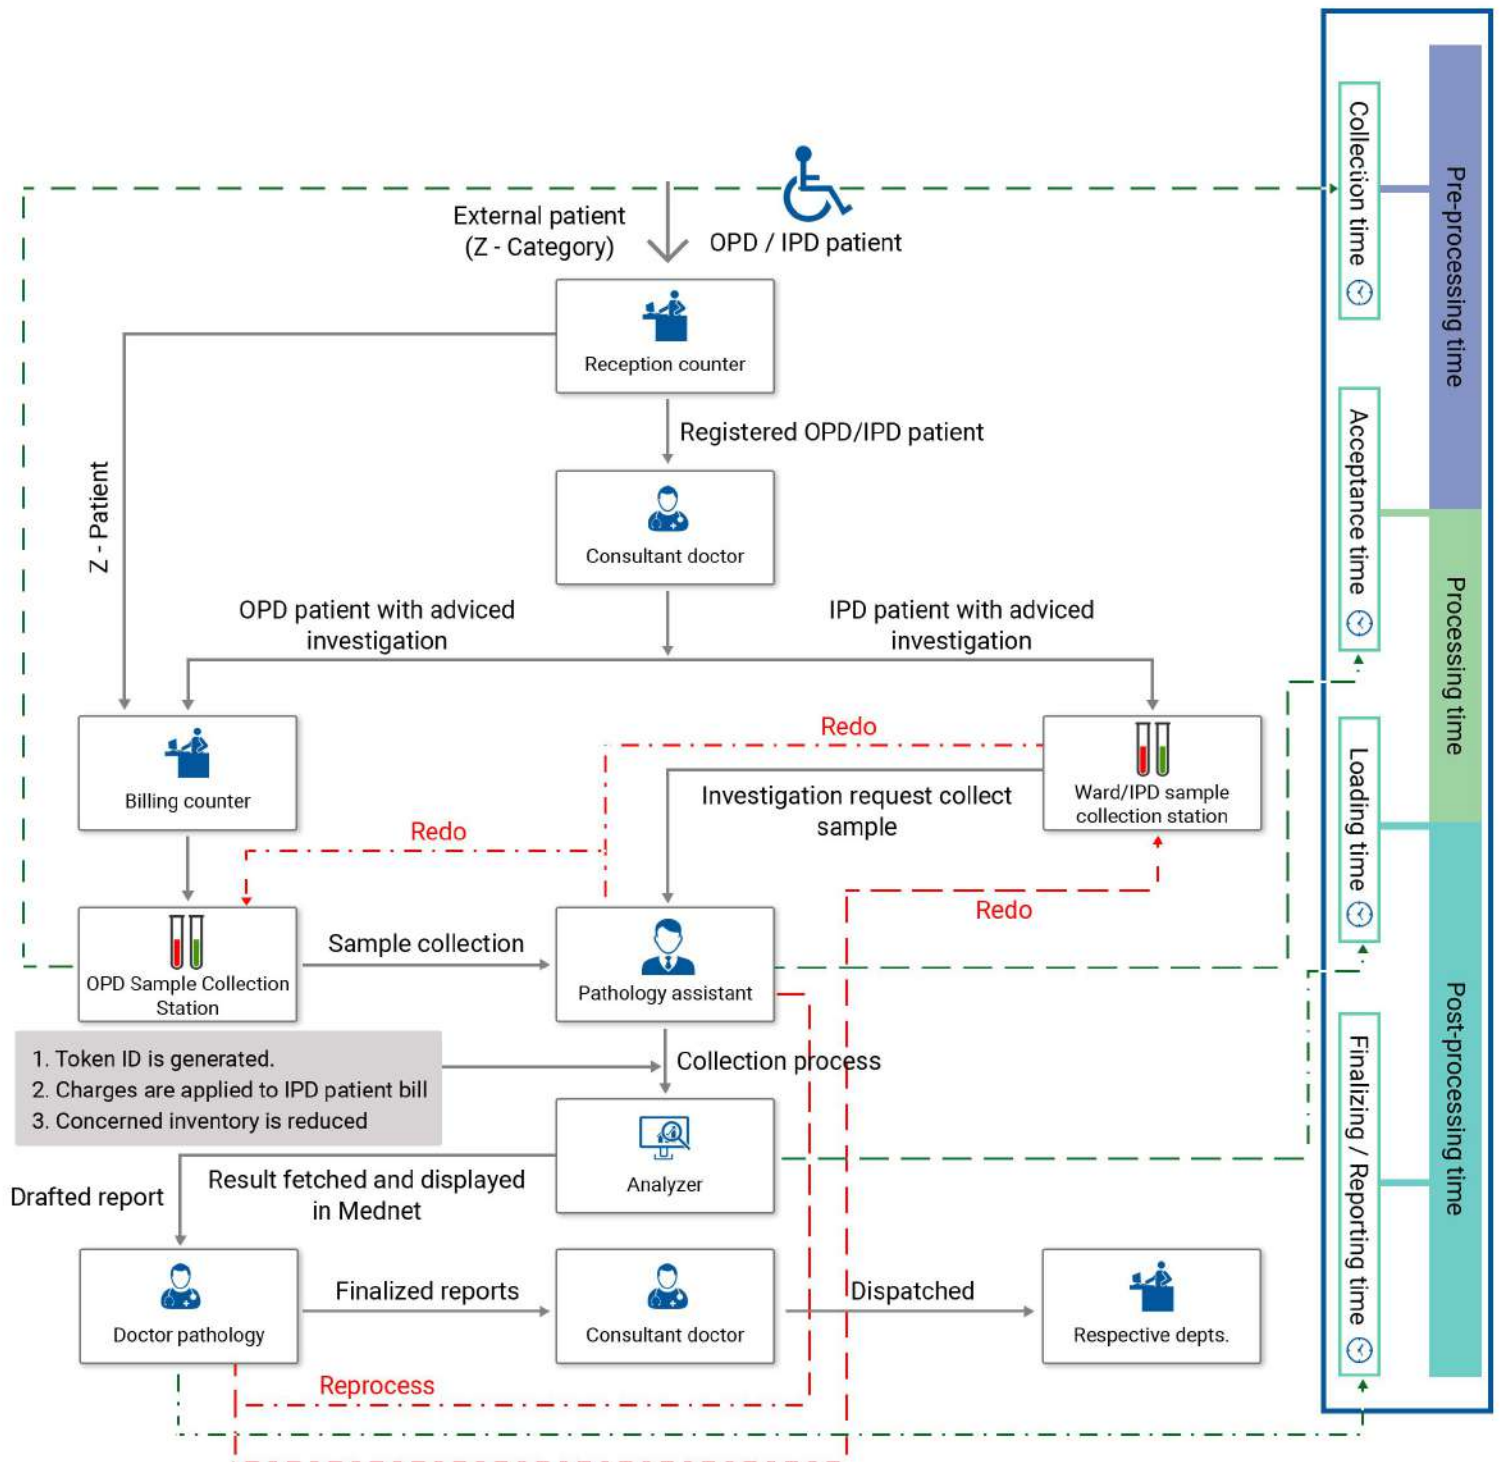 External patient
(Z - Category)
OPD / IPD patient
Reception counter
Registered OPD/IPD patient
Z - Patient
Consultant doctor
OPD patient with adviced
investigation
IPD patient with adviced
investigation
Billing counter
Redo
Ward/IPD sample
collection station
Investigation request collect
sample
Redo
Redo
OPD Sample Collection
Station
Sample collection
Pathology assistant
1. Token ID is generated.
2. Charges are applied to IPD patient bill
3. Concerned inventory is reduced
Collection process
Analyzer
Result fetched and displayed
in Mednet
Drafted report
Doctor pathology
Finalized reports
Consultant doctor
Dispatched
Respective depts.
Reprocess
Collection time
Acceptance time
Loading time
Finalizing / Reporting time
Pre-processing time
Processing time
Post-processing time